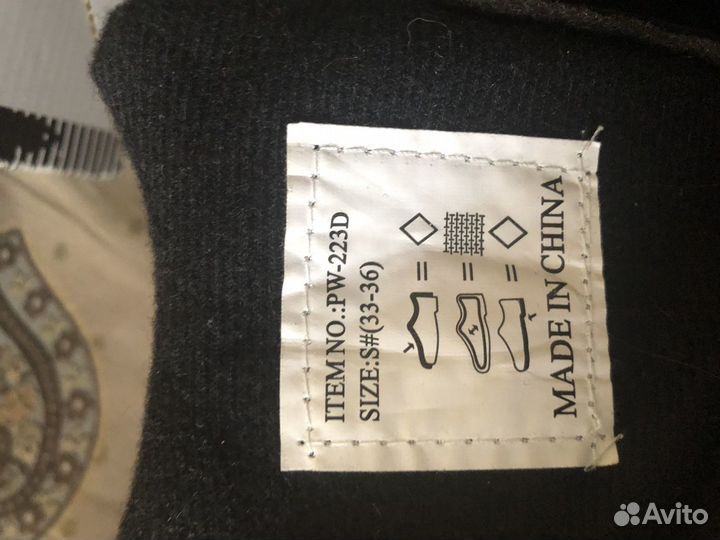 ITEM NO.:PW-223D
SIZE:S#(33-36)
MADE IN CHINA
Avito